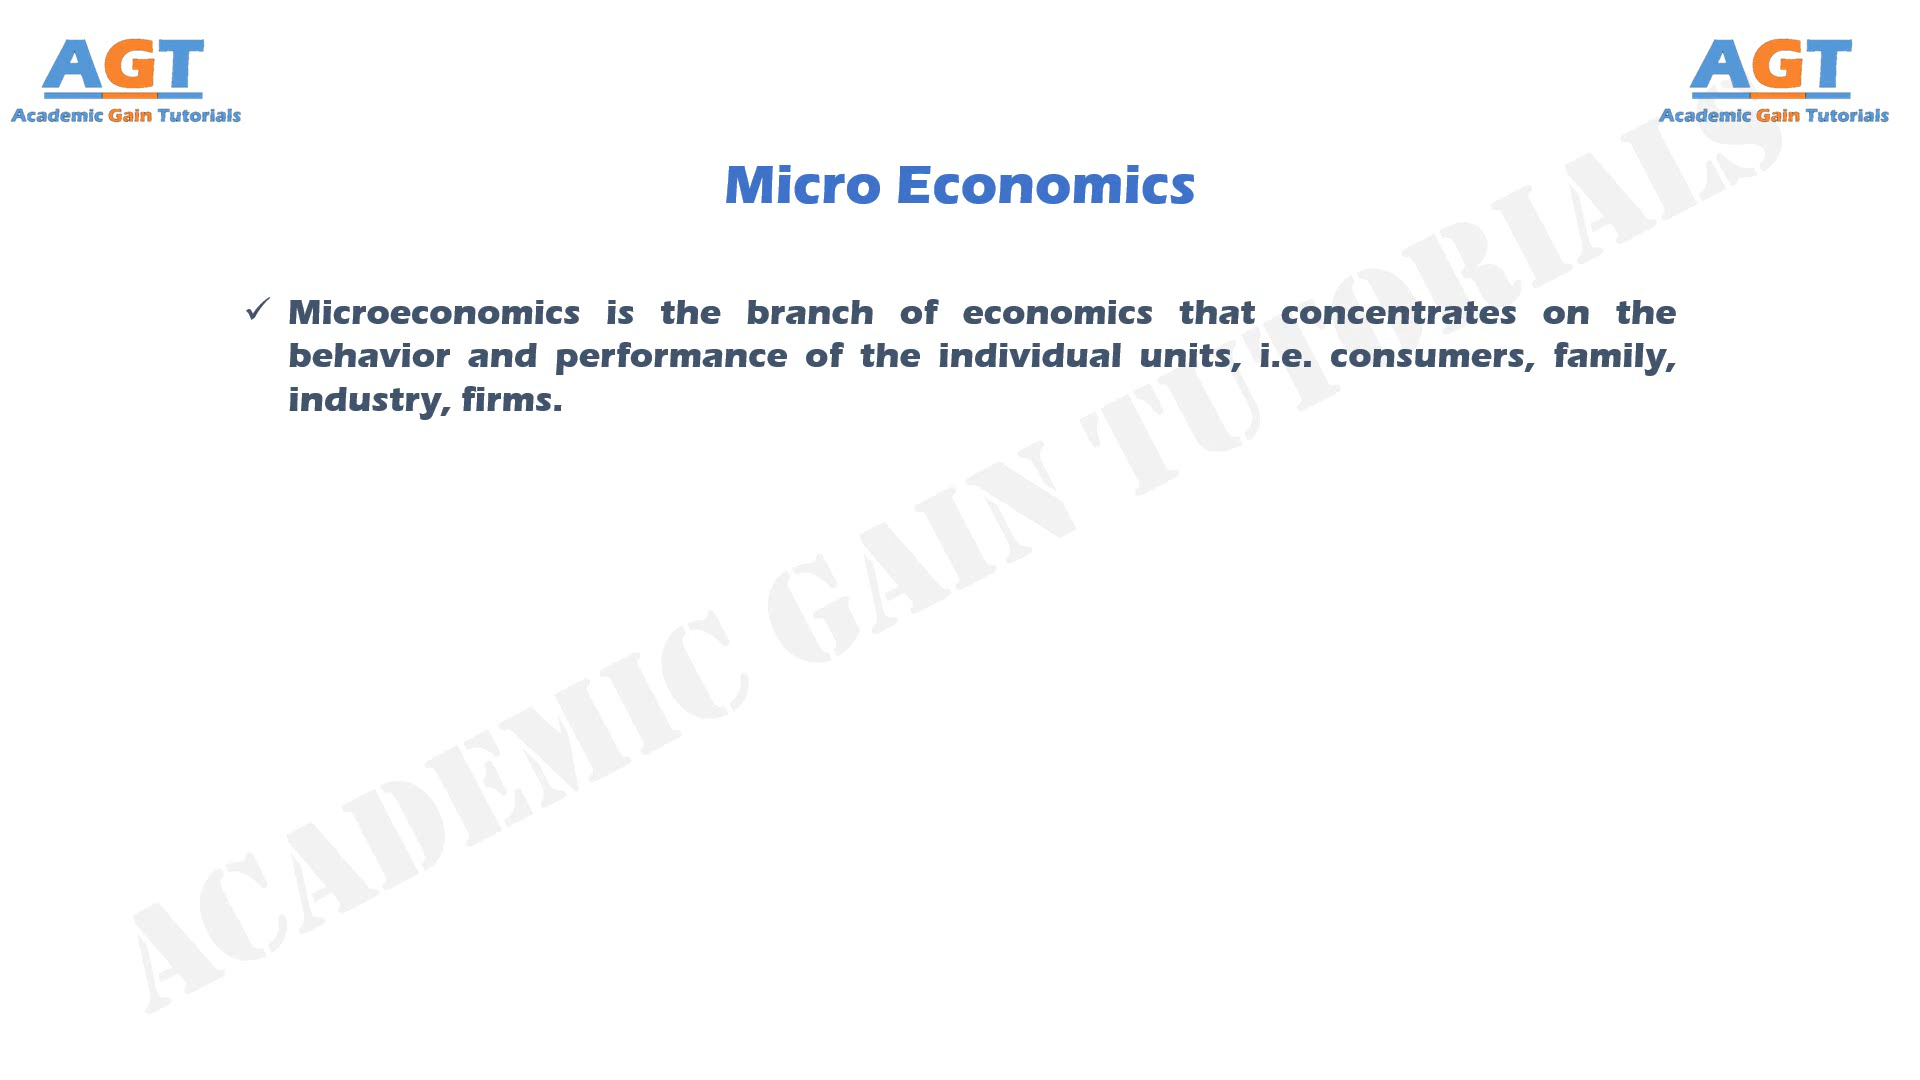 AGT
Academic Gain Tutorials
AGT
Academic Gain Tutorials
Micro Economics
✓ Microeconomics is the branch of economics that concentrates on the
behavior and performance of the individual units, i.e. consumers, family,
industry, firms.
ACADEMIC GAIN TUTORIALS